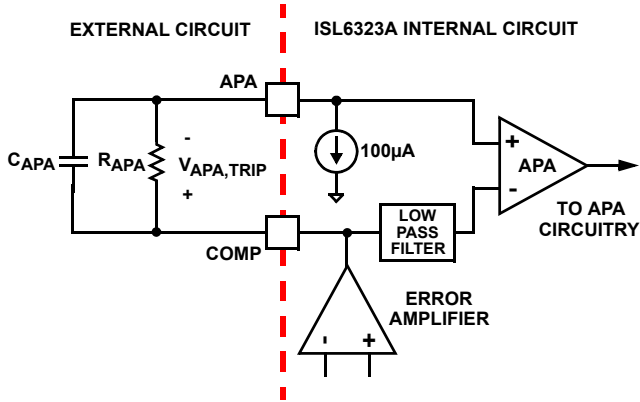 EXTERNAL CIRCUIT
ISL6323A INTERNAL CIRCUIT
APA
CAPA
RAPA
-
VAPA,TRIP
+
100µA
+
APA
-
TO APA
CIRCUITRY
LOW
PASS
FILTER
COMP
ERROR
AMPLIFIER
- +